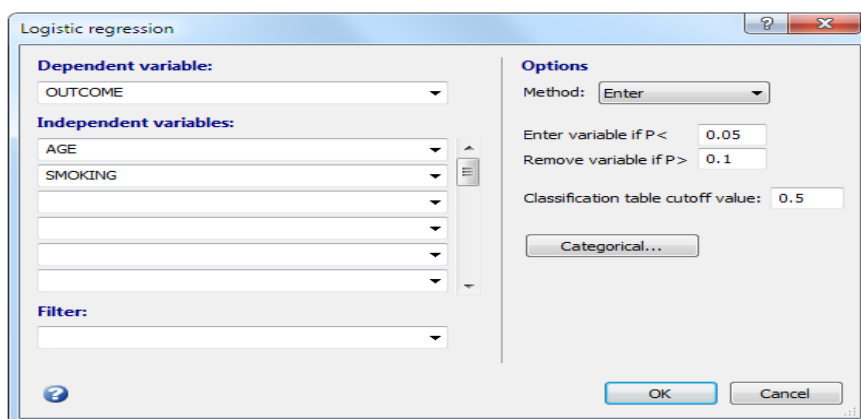 Logistic regression
Dependent variable:
OUTCOME
Independent variables:
AGE
SMOKING
Filter:
Options
Method: Enter
Enter variable if P< 0.05
Remove variable if P> 0.1
Classification table cutoff value: 0.5
Categorical...
OK Cancel